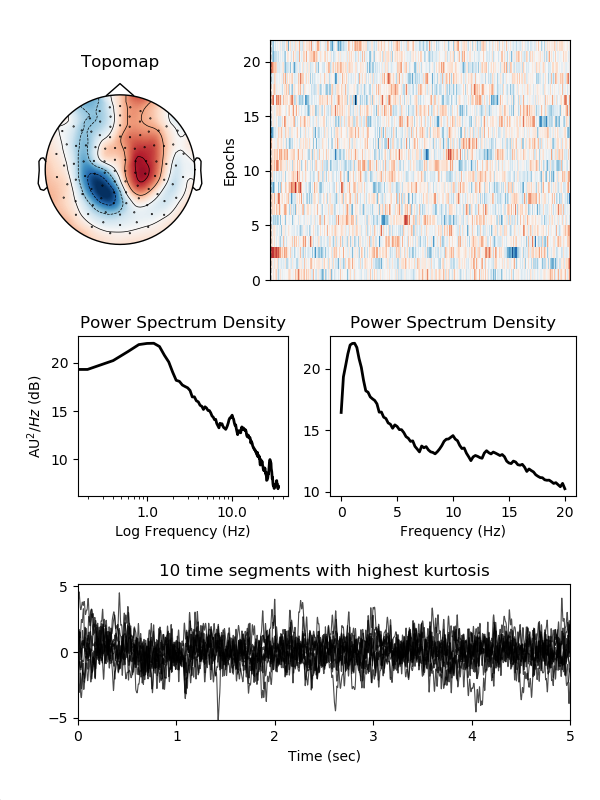 Topomap
Epochs
20
15
10
5
0
Power Spectrum Density
AU²/Hz (dB)
20
15
10
1.0 10.0
Log Frequency (Hz)
Power Spectrum Density
20
15
10
0 5 10 15 20
Frequency (Hz)
10 time segments with highest kurtosis
5
0
−5
0 1 2 3 4 5
Time (sec)